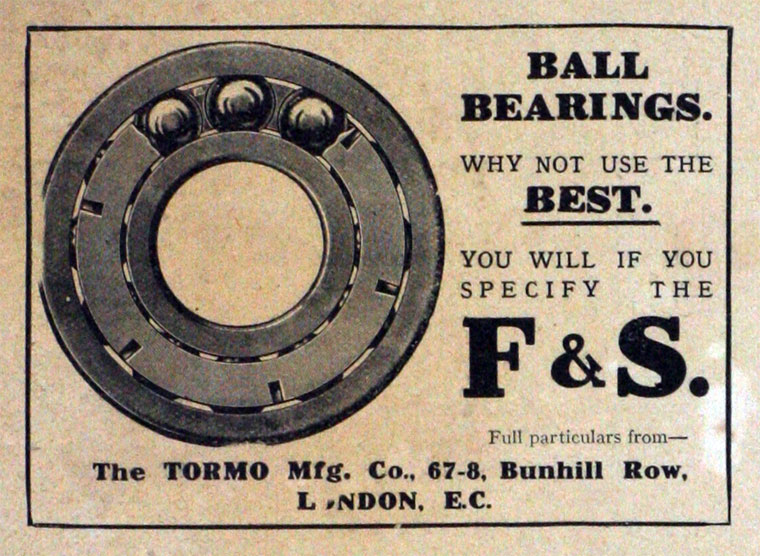 BALL
BEARINGS.
WHY NOT USE THE
BEST.
YOU WILL IF YOU
SPECIFY THE
F & S.
Full particulars from—
The TORMO Mfg. Co., 67-8, Bunhill Row,
LONDON, E.C.